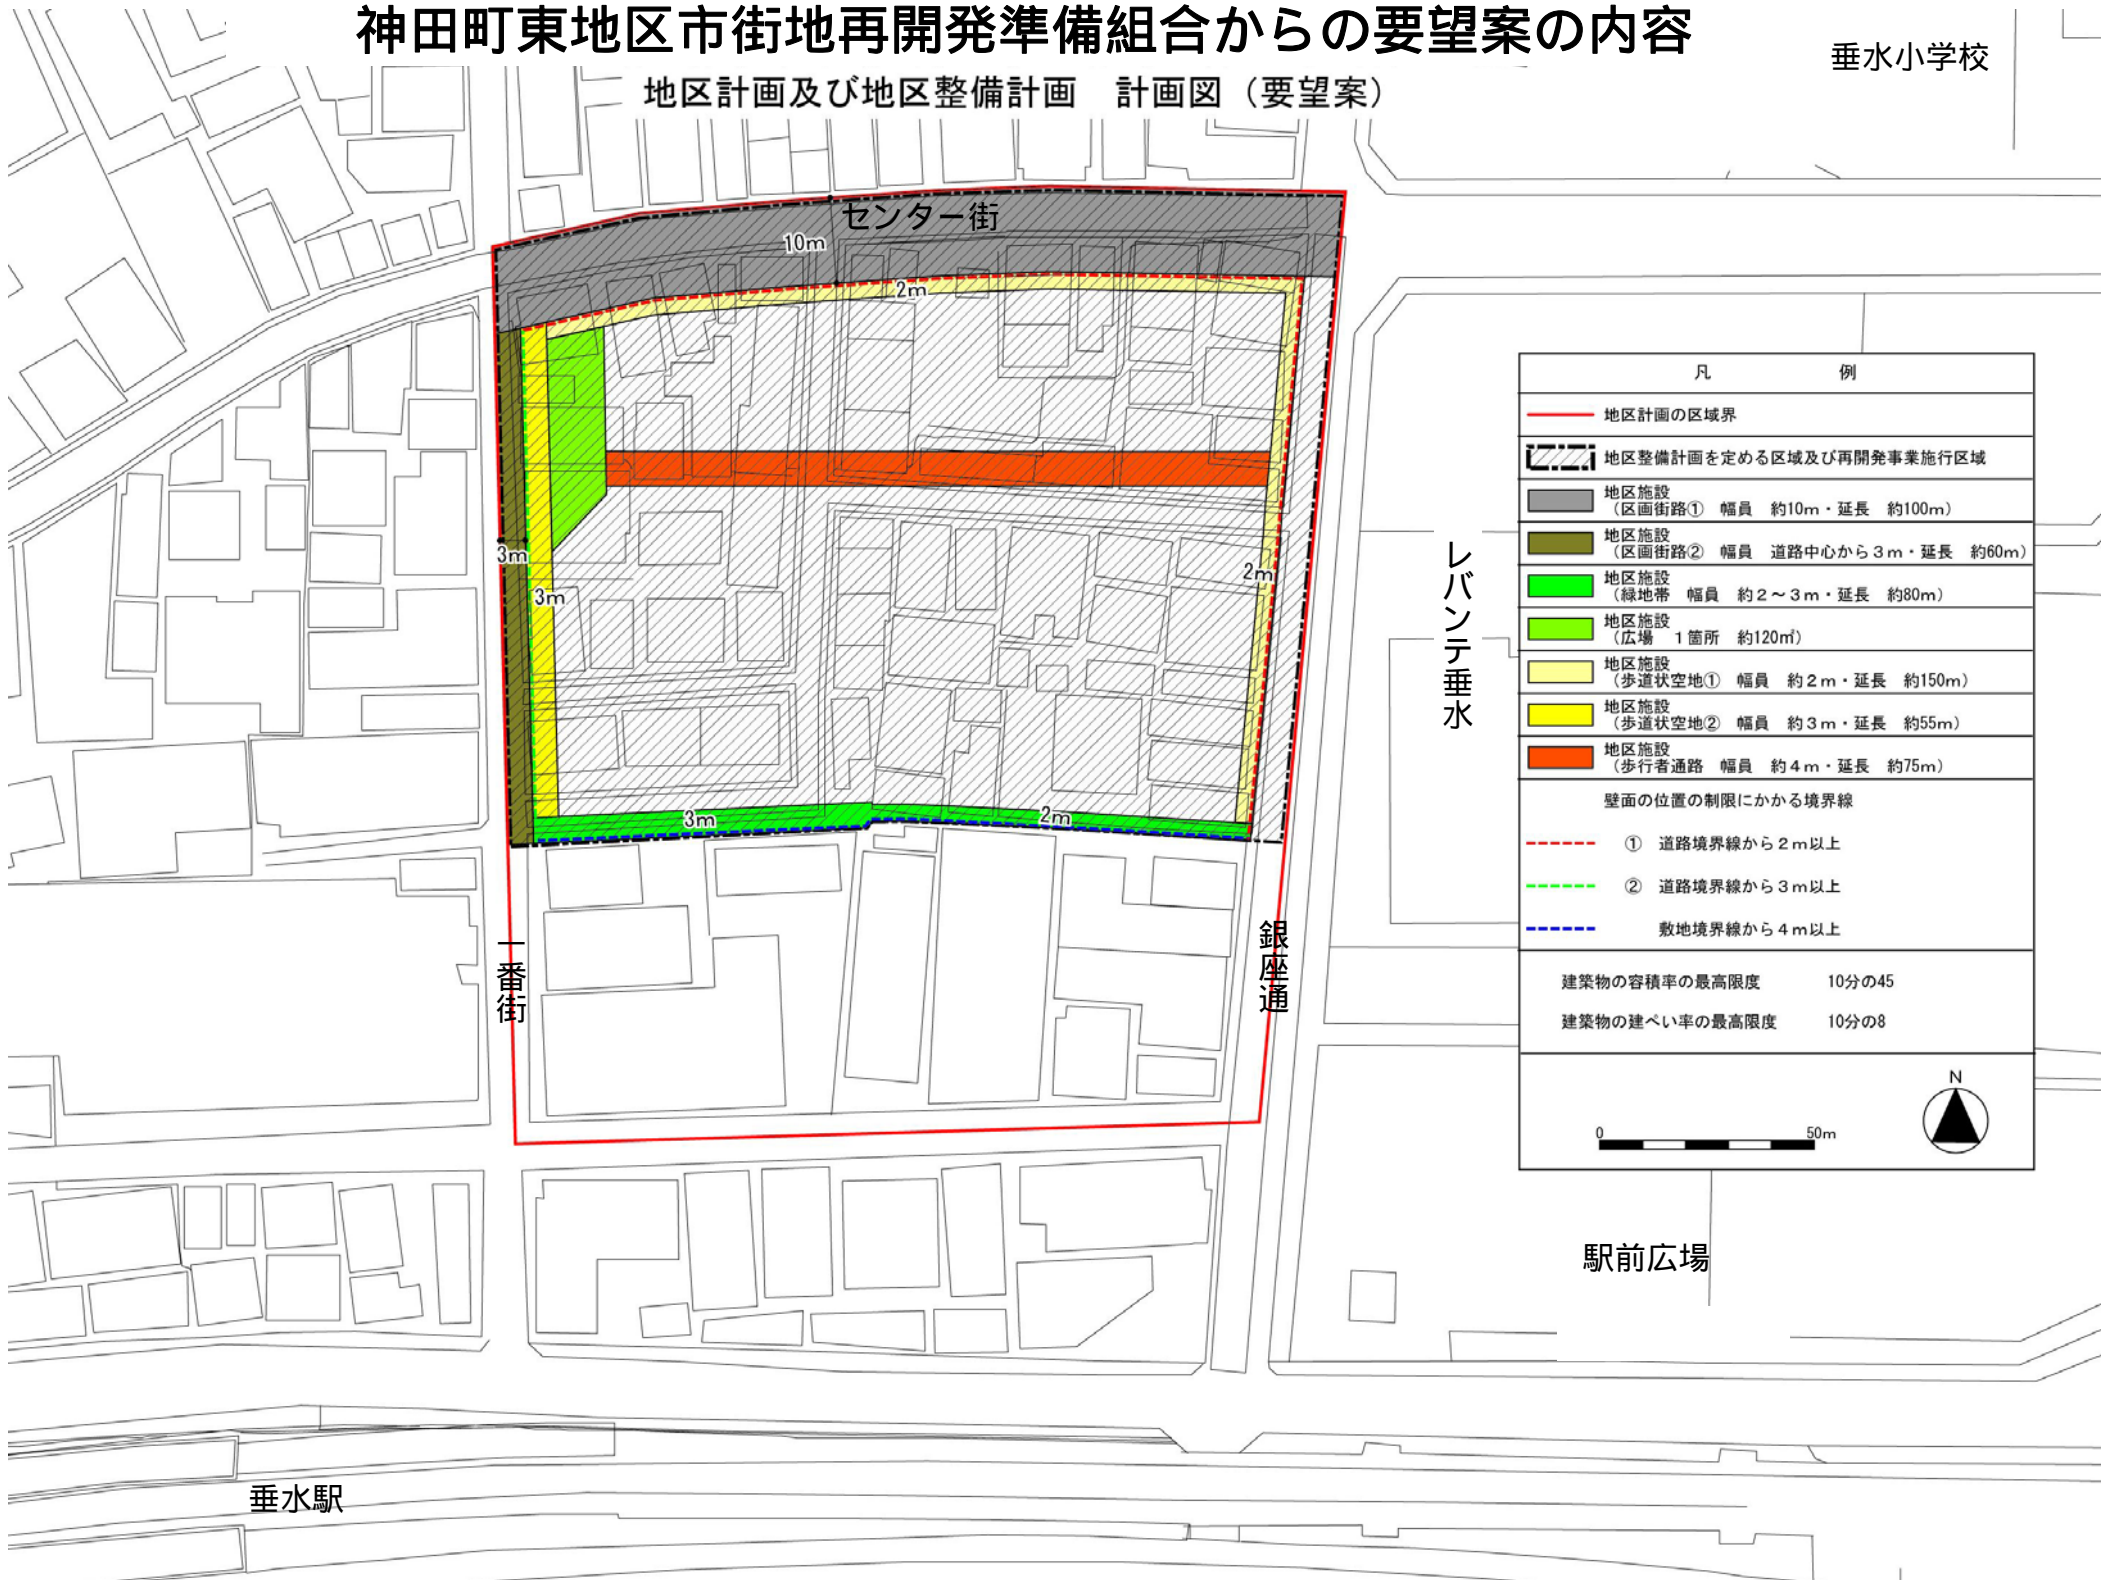 神田町東地区市街地再開発準備組合からの要望案の内容
垂水小学校
地区計画及び地区整備計画　計画図（要望案）
センター街
10m
2m
3m
3m
2m
3m
2m
レバンテ垂水
一番街
銀座通
駅前広場
垂水駅
凡　例
地区計画の区域界
地区整備計画を定める区域及び再開発事業施行区域
地区施設
（区画街路①　幅員　約10m・延長　約100m）
地区施設
（区画街路②　幅員　道路中心から３m・延長　約60m）
地区施設
（緑地帯　幅員　約２～３m・延長　約80m）
地区施設
（広場　１箇所　約120㎡）
地区施設
（歩道状空地①　幅員　約２m・延長　約150m）
地区施設
（歩道状空地②　幅員　約３m・延長　約55m）
地区施設
（歩行者通路　幅員　約４m・延長　約75m）
壁面の位置の制限にかかる境界線
①　道路境界線から２m以上
②　道路境界線から３m以上
敷地境界線から４m以上
建築物の容積率の最高限度　10分の45
建築物の建ぺい率の最高限度　10分の8
N
0　50m